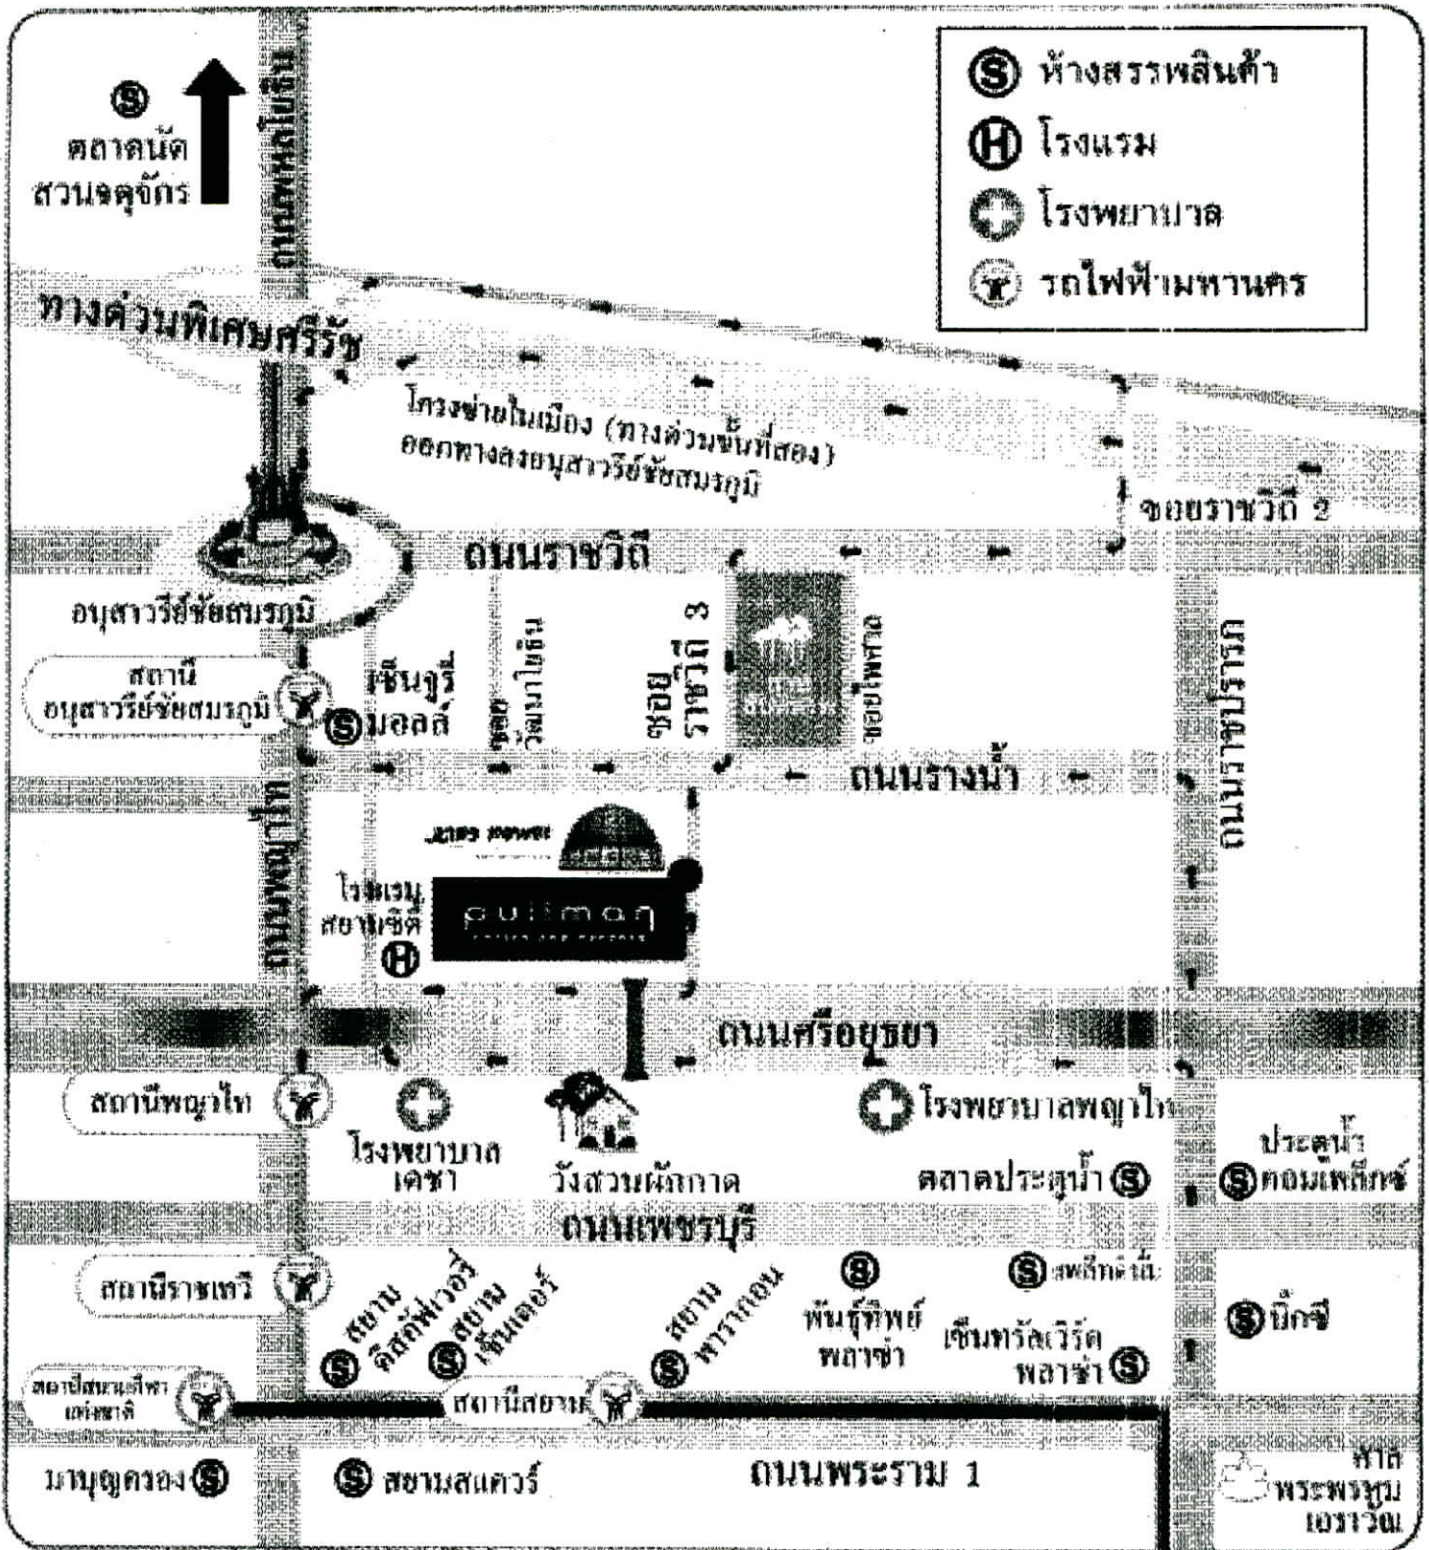 ห้างสรรพสินค้า
โรงแรม
โรงพยาบาล
รถไฟฟ้ามหานคร
ตลาดนัด
สวนจตุจักร
ถนนพหลโยธิน
ทางด่วนพิเศษศรีรัช
โครงข่ายในเมือง (ทางด่วนขั้นที่สอง)
ออกทางลงอนุสาวรีย์ชัยสมรภูมิ
ซอยราชวิถี 2
ถนนราชวิถี
อนุสาวรีย์ชัยสมรภูมิ
สถานี
อนุสาวรีย์ชัยสมรภูมิ
เซ็นจูรี่
มอลล์
ซอย
วัฒนาโยธิน
ซอย
ราชวิถี 3
ถนนราชปรารภ
ถนนรางน้ำ
ถนนพญาไท
โรงแรม
สยามซิตี้
pullman
ถนนศรีอยุธยา
สถานีพญาไท
โรงพยาบาล
เดชา
วังสวนผักกาด
โรงพยาบาลพญาไท
ตลาดประตูน้ำ
ประตูน้ำ
คอมเพล็กซ์
ถนนเพชรบุรี
สถานีราชเทวี
สยาม
ดิสคัฟเวอรี่
สยาม
เซ็นเตอร์
สยาม
พารากอน
พันธุ์ทิพย์
พลาซ่า
เซ็นทรัลเวิร์ด
พลาซ่า
บิ๊กซี
สถานีสนามกีฬา
แห่งชาติ
สถานีสยาม
มาบุญครอง
สยามสแควร์
ถนนพระราม 1
ศาล
พระพรหม
เอราวัณ